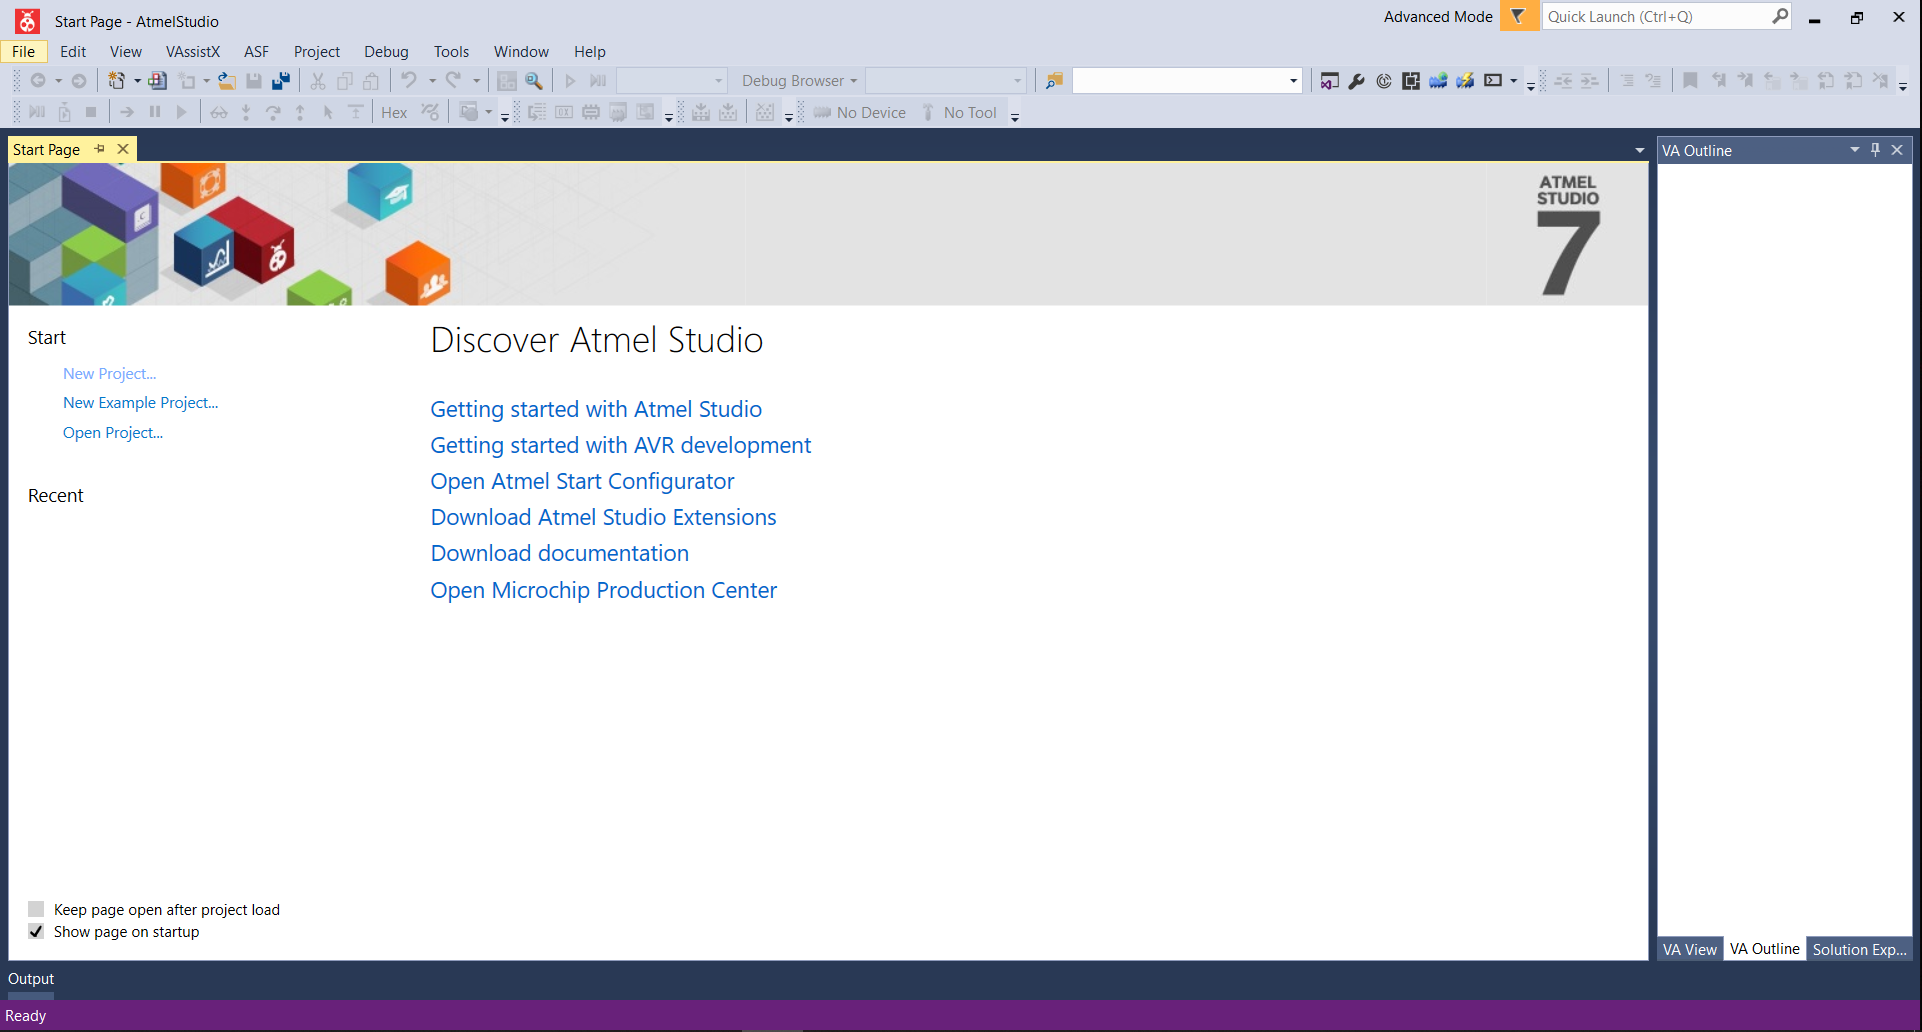 Start Page - AtmelStudio
Advanced Mode
Quick Launch (Ctrl+Q)
File Edit View VAssistX ASF Project Debug Tools Window Help
Debug Browser
Hex
No Device
No Tool
Start Page
VA Outline
ATMEL
STUDIO
7
Start
New Project...
New Example Project...
Open Project...
Recent
Discover Atmel Studio
Getting started with Atmel Studio
Getting started with AVR development
Open Atmel Start Configurator
Download Atmel Studio Extensions
Download documentation
Open Microchip Production Center
Keep page open after project load
Show page on startup
VA View VA Outline Solution Exp...
Output
Ready